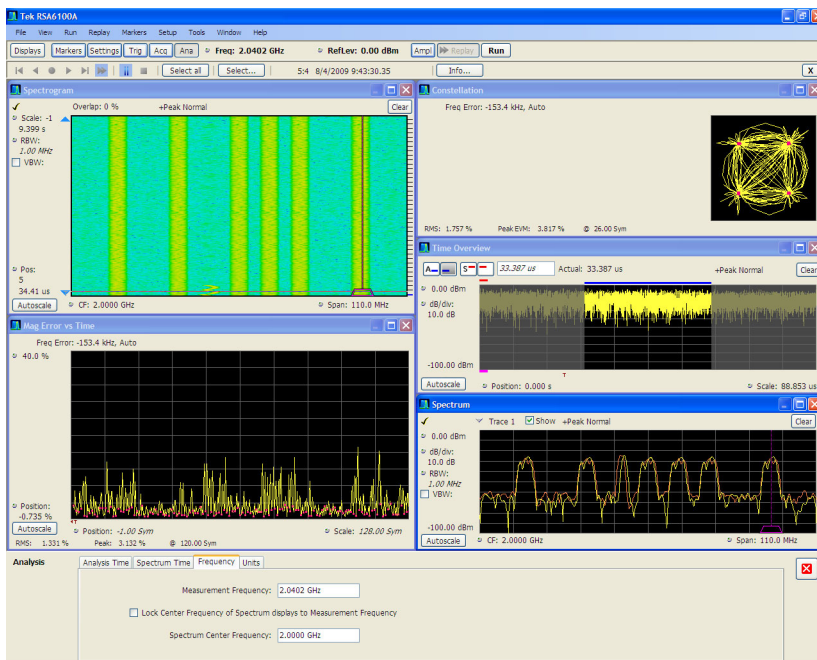 Tek RSA6100A
File View Run Replay Markers Setup Tools Window Help
Displays Markers Settings Trig Acq Ana Freq: 2.0402 GHz RefLev: 0.00 dBm Ampl Replay Run
Select all Select... 5:4 8/4/2009 9:43:30.35 Info... X
Spectrogram
Overlap: 0 % +Peak Normal Clear
Scale: -1
9.399 s
RBW:
1.00 MHz
VBW:
Pos:
5
34.41 us
Autoscale CF: 2.0000 GHz Span: 110.0 MHz
Constellation
Freq Error: -153.4 kHz, Auto
RMS: 1.757 % Peak EVM: 3.817 % @ 26.00 Sym
Time Overview
A S 33.387 us Actual: 33.387 us +Peak Normal Clear
0.00 dBm
dB/div:
10.0 dB
-100.00 dBm
T
Autoscale Position: 0.000 s Scale: 88.853 us
Mag Error vs Time
Freq Error: -153.4 kHz, Auto
40.0 %
Position:
-0.735 %
T
Autoscale Position: -1.00 Sym Scale: 128.00 Sym
RMS: 1.331 % Peak: 3.132 % @ 120.00 Sym
Spectrum
Trace 1 Show +Peak Normal Clear
0.00 dBm
dB/div:
10.0 dB
RBW:
1.00 MHz
VBW:
-100.00 dBm
Autoscale CF: 2.0000 GHz Span: 110.0 MHz
Analysis Analysis Time Spectrum Time Frequency Units
Measurement Frequency: 2.0402 GHz
Lock Center Frequency of Spectrum displays to Measurement Frequency
Spectrum Center Frequency: 2.0000 GHz